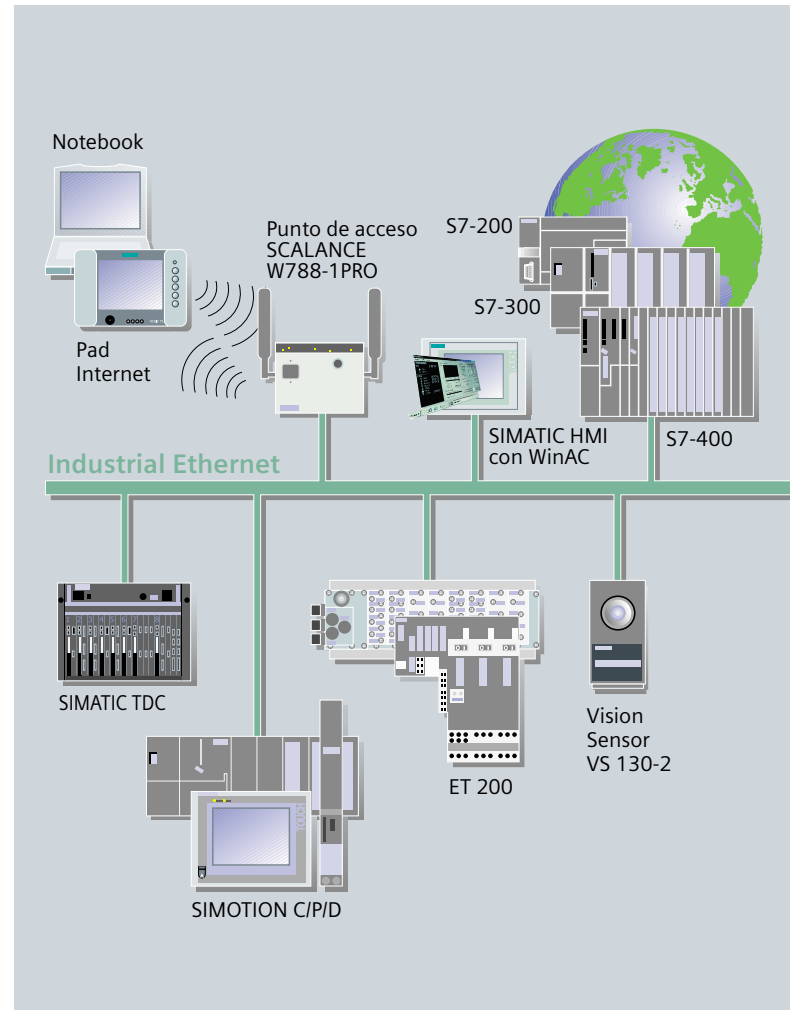 Notebook
Punto de acceso
SCALANCE
W788-1PRO
S7-200
S7-300
Pad
Internet
SIMATIC HMI
con WinAC
S7-400
Industrial Ethernet
SIMATIC TDC
ET 200
Vision
Sensor
VS 130-2
SIMOTION C/P/D